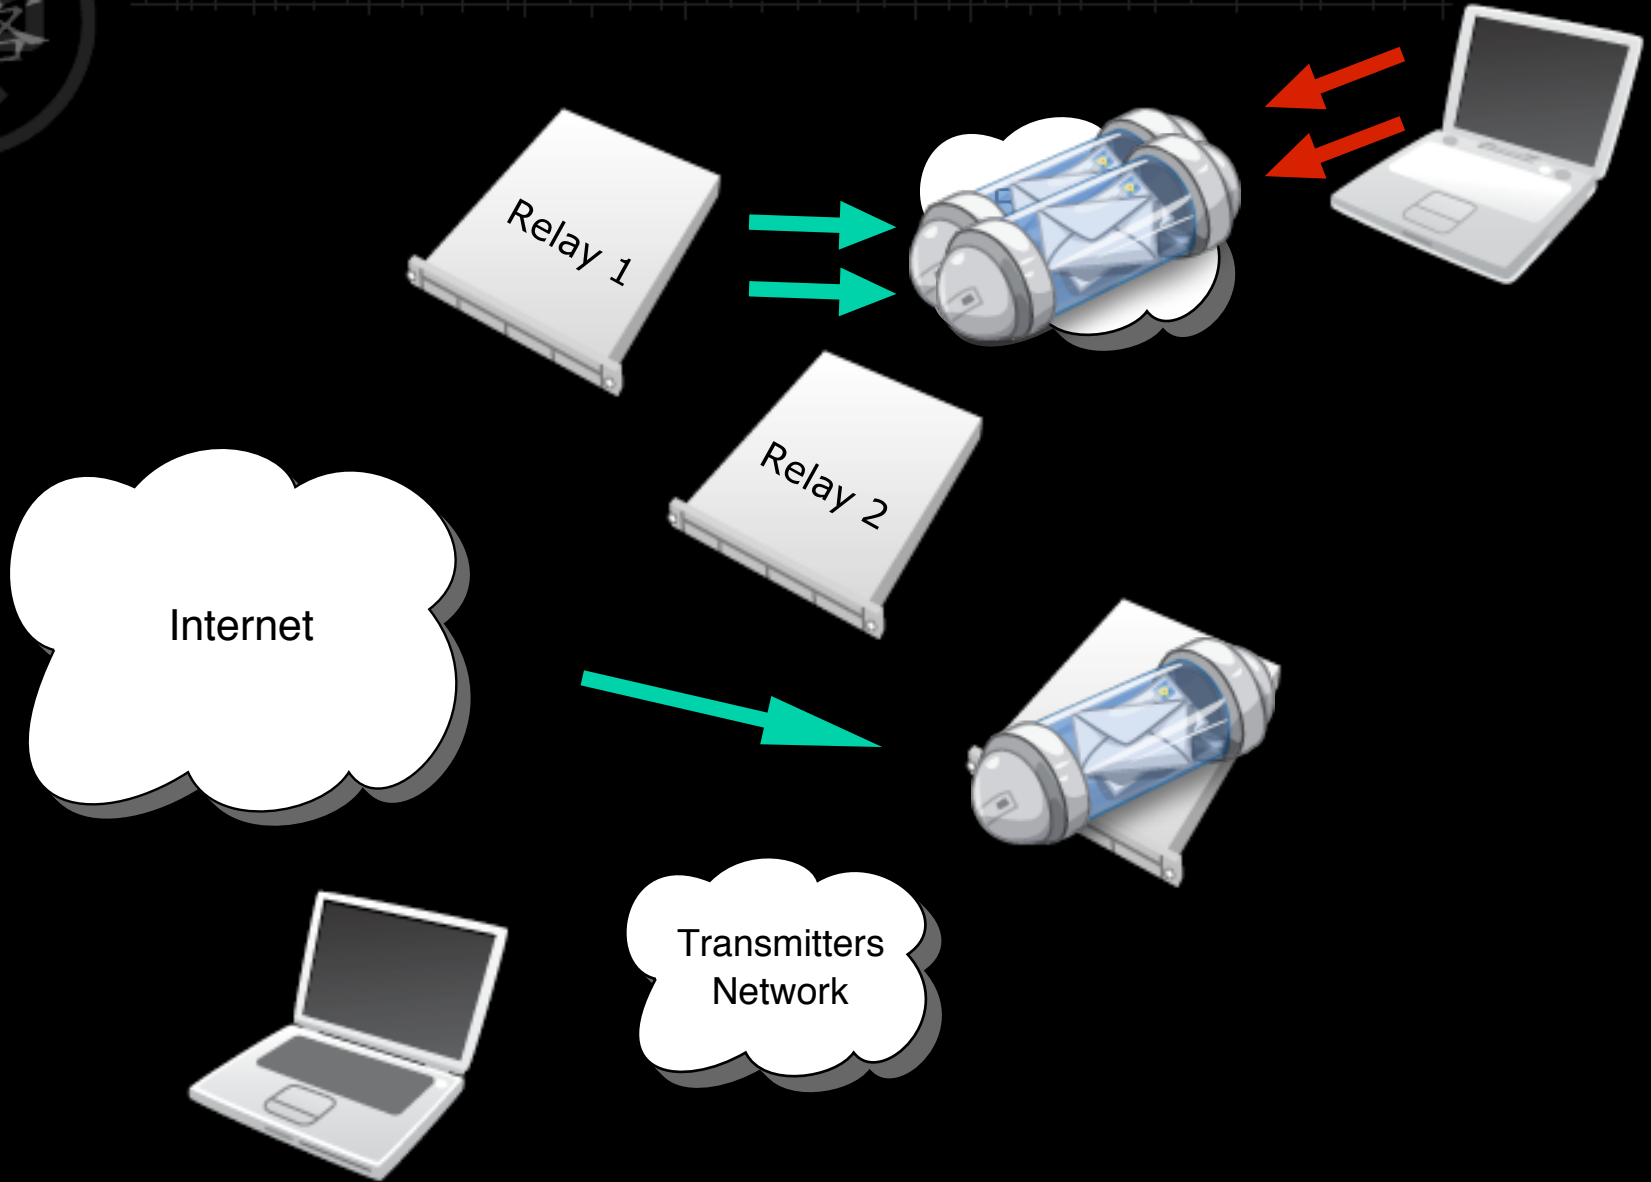 Relay 1
Relay 2
Internet
Transmitters
Network